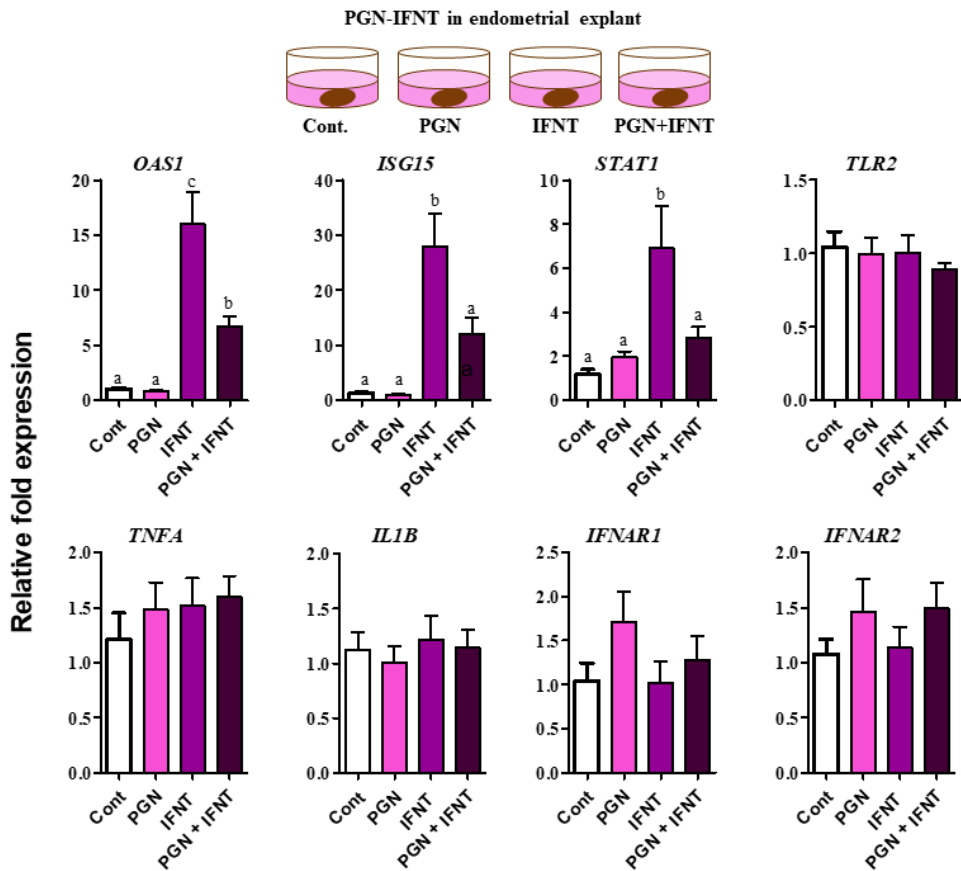 PGN-IFNT in endometrial explant
Cont. PGN IFNT PGN+IFNT
OAS1 ISG15 STAT1 TLR2
Relative fold expression
20
15
10
5
0
a a c b
Cont PGN IFNT PGN + IFNT
40
30
20
10
0
a a b a
a
Cont PGN IFNT PGN + IFNT
10
8
6
4
2
0
a a b a
Cont PGN IFNT PGN + IFNT
1.5
1.0
0.5
0.0
Cont PGN IFNT PGN + IFNT
TNFA IL1B IFNAR1 IFNAR2
2.0
1.5
1.0
0.5
0.0
Cont PGN IFNT PGN + IFNT
2.0
1.5
1.0
0.5
0.0
Cont PGN IFNT PGN + IFNT
2.5
2.0
1.5
1.0
0.5
0.0
Cont PGN IFNT PGN + IFNT
2.0
1.5
1.0
0.5
0.0
Cont PGN IFNT PGN + IFNT